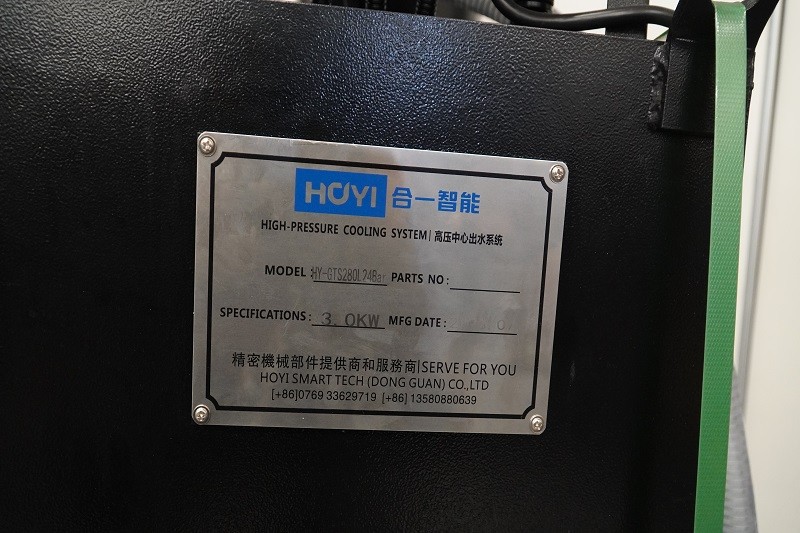 HOYI 合一智能
HIGH-PRESSURE COOLING SYSTEM| 高压中心出水系统
MODEL : HY-GTS280L24Bar PARTS NO :
SPECIFICATIONS : 3.0KW MFG DATE :
精密機械部件提供商和服務商|SERVE FOR YOU
HOYI SMART TECH (DONG GUAN) CO.,LTD
[+86]0769 33629719 [+86] 13580880639